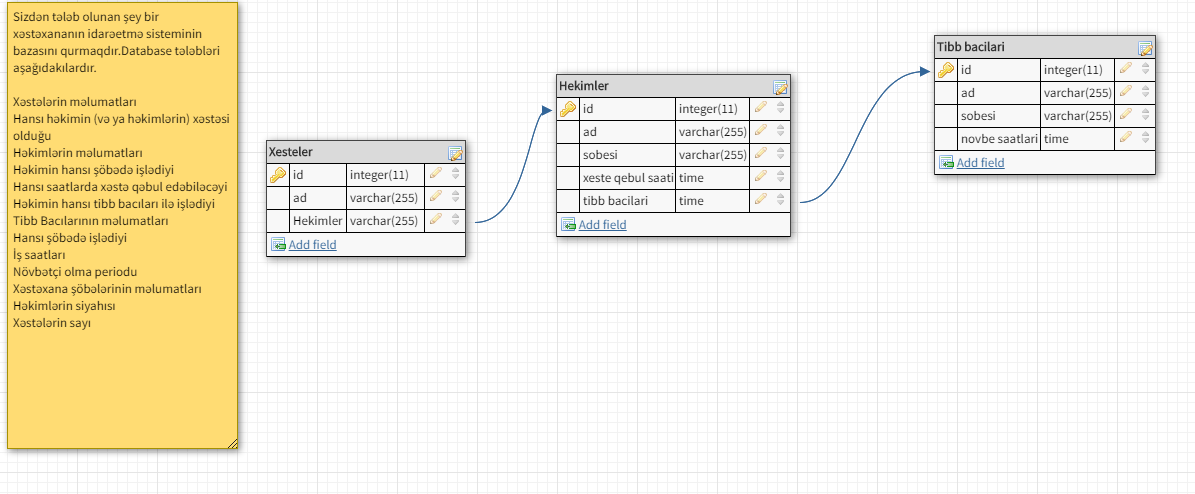 Sizdən tələb olunan şey bir
xəstəxananın idarəetmə sisteminin
bazasını qurmaqdır.Database tələbləri
aşağıdakılardır.
Xəstələrin məlumatları
Hansı həkimin (və ya həkimlərin) xəstəsi
olduğu
Həkimlərin məlumatları
Həkimin hansı şöbədə işlədiyi
Hansı saatlarda xəstə qəbul edəbiləcəyi
Həkimin hansı tibb bacıları ilə işlədiyi
Tibb Bacılarının məlumatları
Hansı şöbədə işlədiyi
İş saatları
Növbətçi olma periodu
Xəstəxana şöbələrinin məlumatları
Həkimlərin siyahısı
Xəstələrin sayı
Xesteler
id integer(11)
ad varchar(255)
Hekimler varchar(255)
Add field
Hekimler
id integer(11)
ad varchar(255)
sobesi varchar(255)
xeste qebul saati time
tibb bacilari time
Add field
Tibb bacilari
id integer(11)
ad varchar(255)
sobesi varchar(255)
novbe saatlari time
Add field